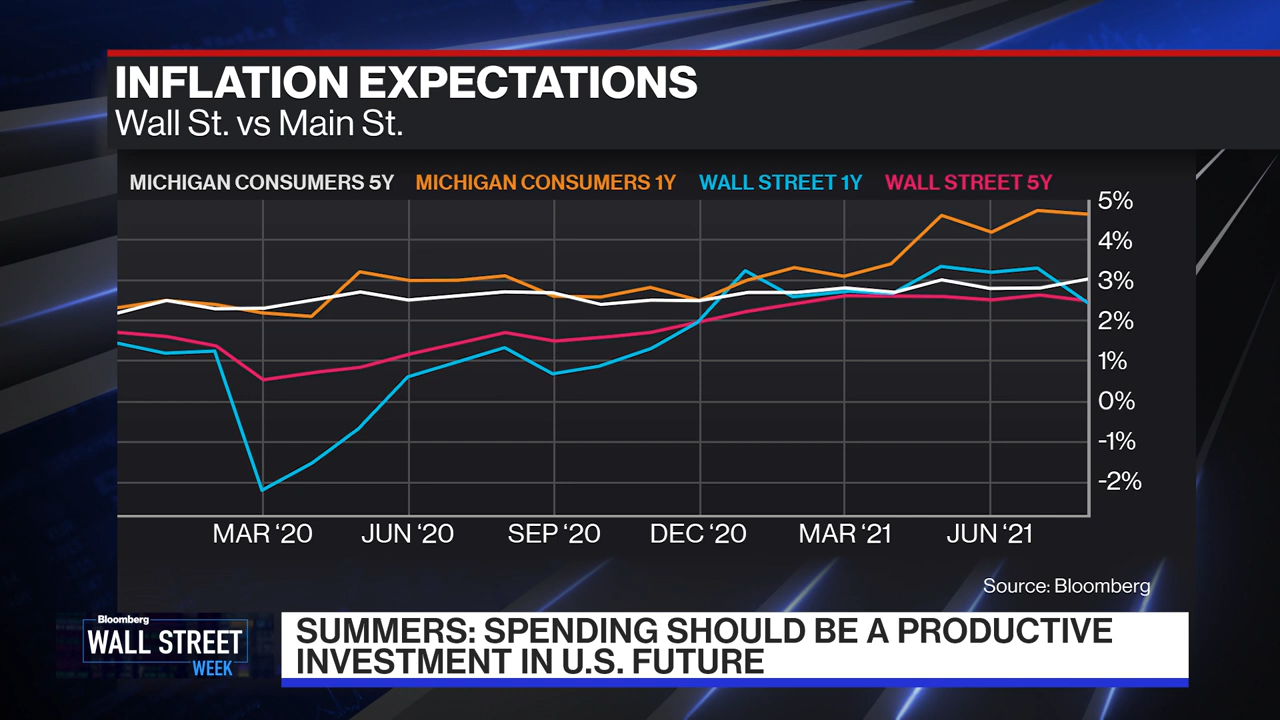 INFLATION EXPECTATIONS
Wall St. vs Main St.
MICHIGAN CONSUMERS 5Y MICHIGAN CONSUMERS 1Y WALL STREET 1Y WALL STREET 5Y
5%
4%
3%
2%
1%
0%
-1%
-2%
MAR ‘20 JUN ‘20 SEP ‘20 DEC ‘20 MAR ‘21 JUN ‘21
Source: Bloomberg
Bloomberg
WALL STREET
WEEK
SUMMERS: SPENDING SHOULD BE A PRODUCTIVE
INVESTMENT IN U.S. FUTURE